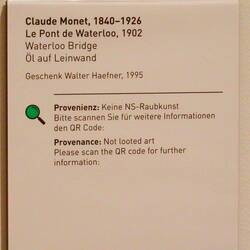 Claude Monet, 1840–1926
Le Pont de Waterloo, 1902
Waterloo Bridge
Öl auf Leinwand
Geschenk Walter Haefner, 1995
Provenienz: Keine NS-Raubkunst
Bitte scannen Sie für weitere Informationen
den QR Code:
Provenance: Not looted art
Please scan the QR code for further
information: